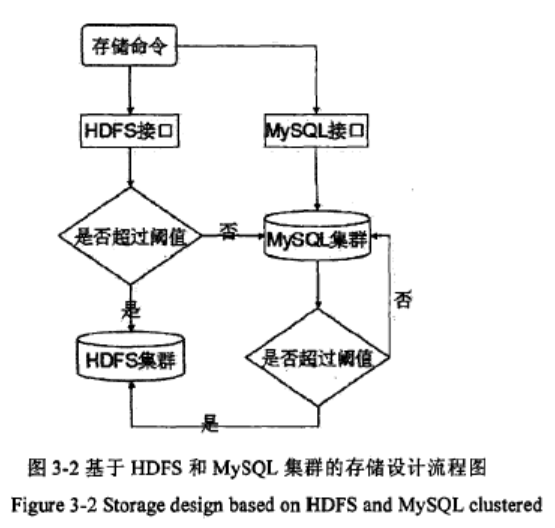 存储命令
HDFS接口
MySQL接口
是否超过阈值
否
MySQL集群
是
否
HDFS集群
是否超过阈值
是
图 3-2 基于 HDFS 和 MySQL 集群的存储设计流程图
Figure 3-2 Storage design based on HDFS and MySQL clustered